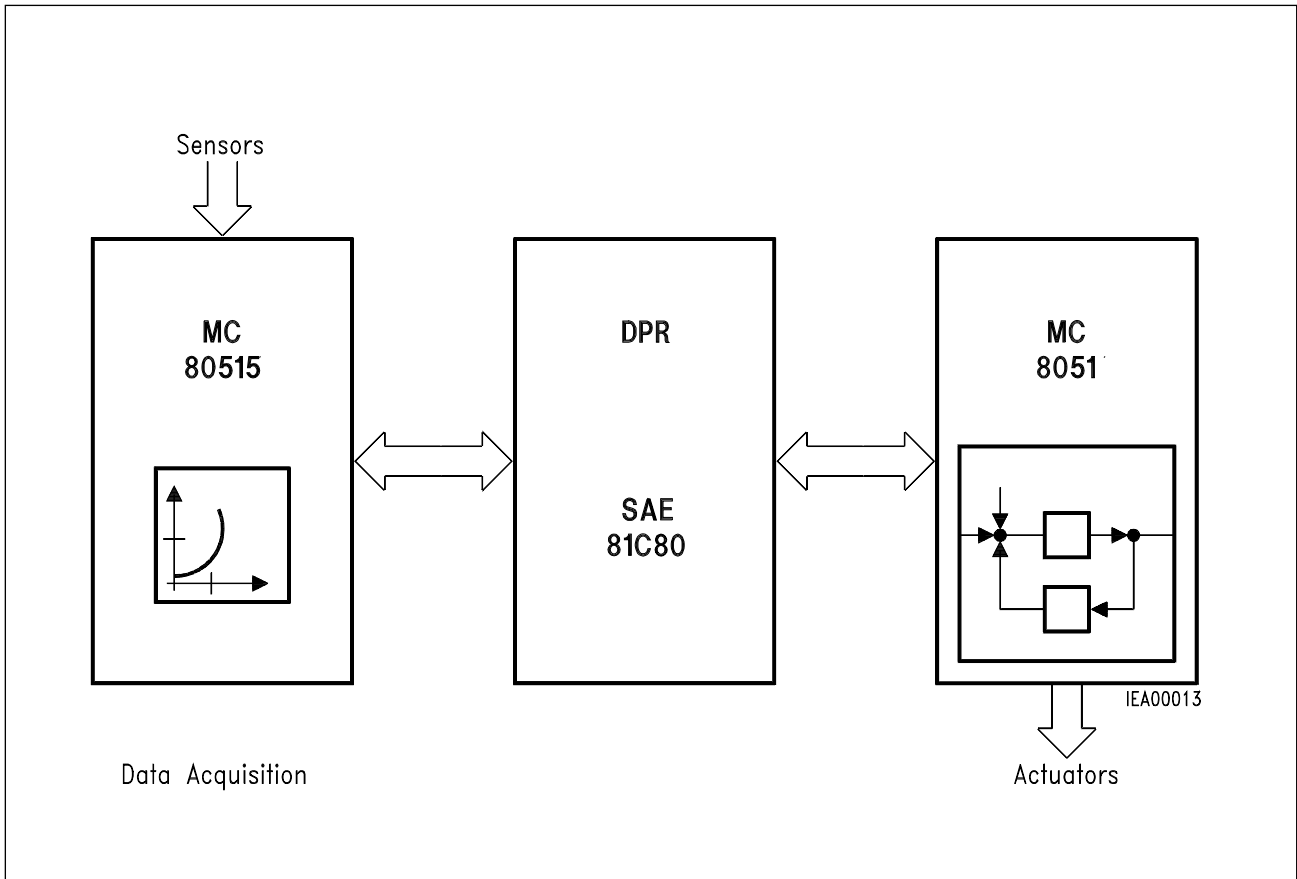 Sensors
MC
80515
DPR
SAE
81C80
MC
8051
IEA00013
Data Acquisition
Actuators